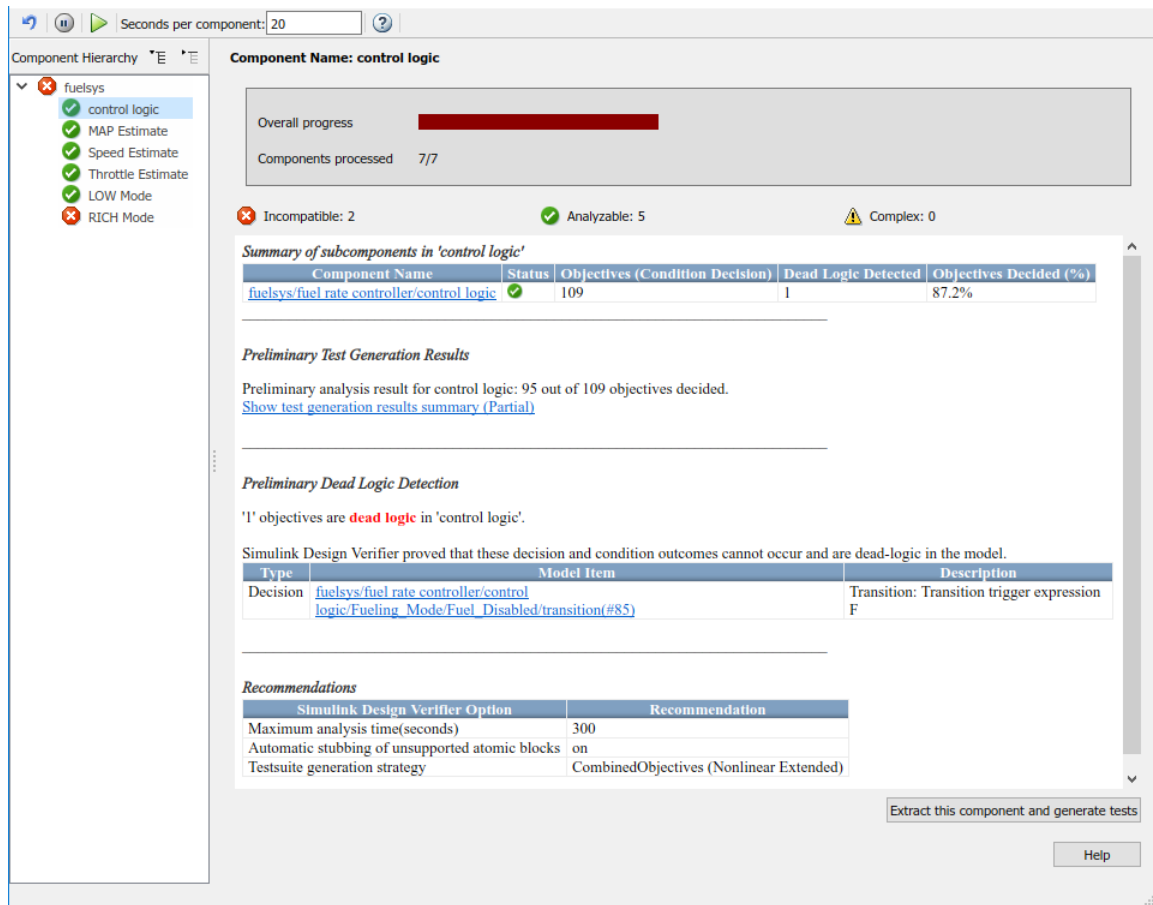 Seconds per component: 20
Component Hierarchy
fuelsys
control logic
MAP Estimate
Speed Estimate
Throttle Estimate
LOW Mode
RICH Mode
Component Name: control logic
Overall progress
Components processed 7/7
Incompatible: 2 Analyzable: 5 Complex: 0
Summary of subcomponents in 'control logic'
Component Name Status Objectives (Condition Decision) Dead Logic Detected Objectives Decided (%)
fuelsys/fuel rate controller/control logic 109 1 87.2%
Preliminary Test Generation Results
Preliminary analysis result for control logic: 95 out of 109 objectives decided.
Show test generation results summary (Partial)
Preliminary Dead Logic Detection
'1' objectives are dead logic in 'control logic'.
Simulink Design Verifier proved that these decision and condition outcomes cannot occur and are dead-logic in the model.
Type Model Item Description
Decision fuelsys/fuel rate controller/control Transition: Transition trigger expression
logic/Fueling_Mode/Fuel_Disabled/transition(#85) F
Recommendations
Simulink Design Verifier Option Recommendation
Maximum analysis time(seconds) 300
Automatic stubbing of unsupported atomic blocks on
Testsuite generation strategy CombinedObjectives (Nonlinear Extended)
Extract this component and generate tests
Help